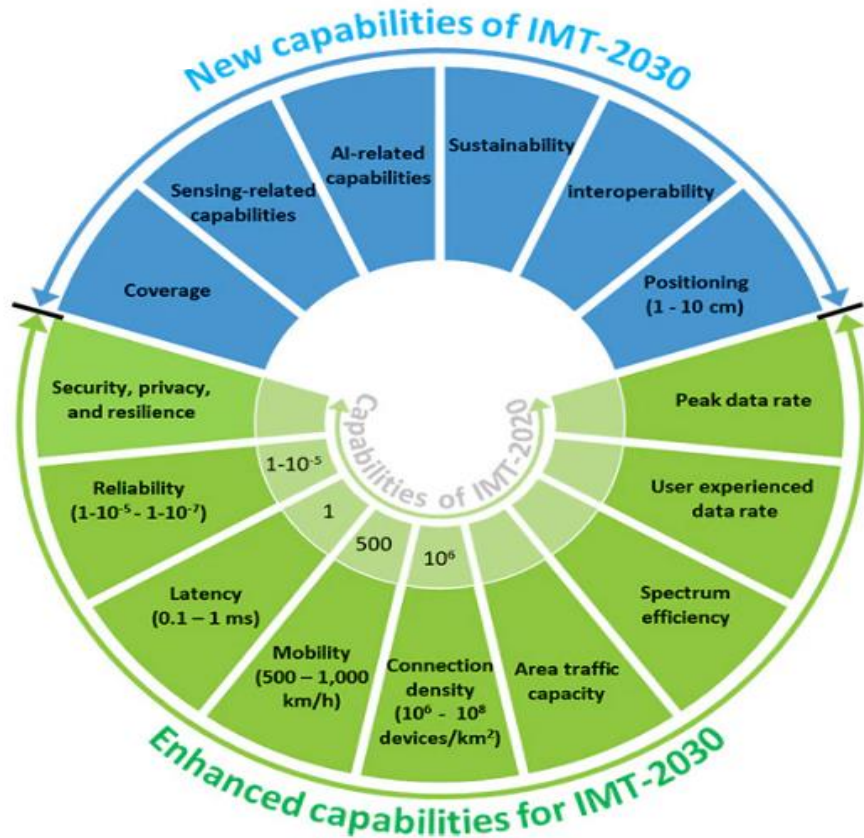 New capabilities of IMT-2030
Coverage
Sensing-related
capabilities
AI-related
capabilities
Sustainability
interoperability
Positioning
(1 - 10 cm)
Security, privacy,
and resilience
Reliability
(1-10⁻⁵ - 1-10⁻⁷)
Latency
(0.1 – 1 ms)
Mobility
(500 – 1,000
km/h)
Connection
density
(10⁶ - 10⁸
devices/km²)
Area traffic
capacity
Spectrum
efficiency
User experienced
data rate
Peak data rate
1-10⁻⁵
1
500
10⁶
Capabilities of IMT-2020
Enhanced capabilities for IMT-2030